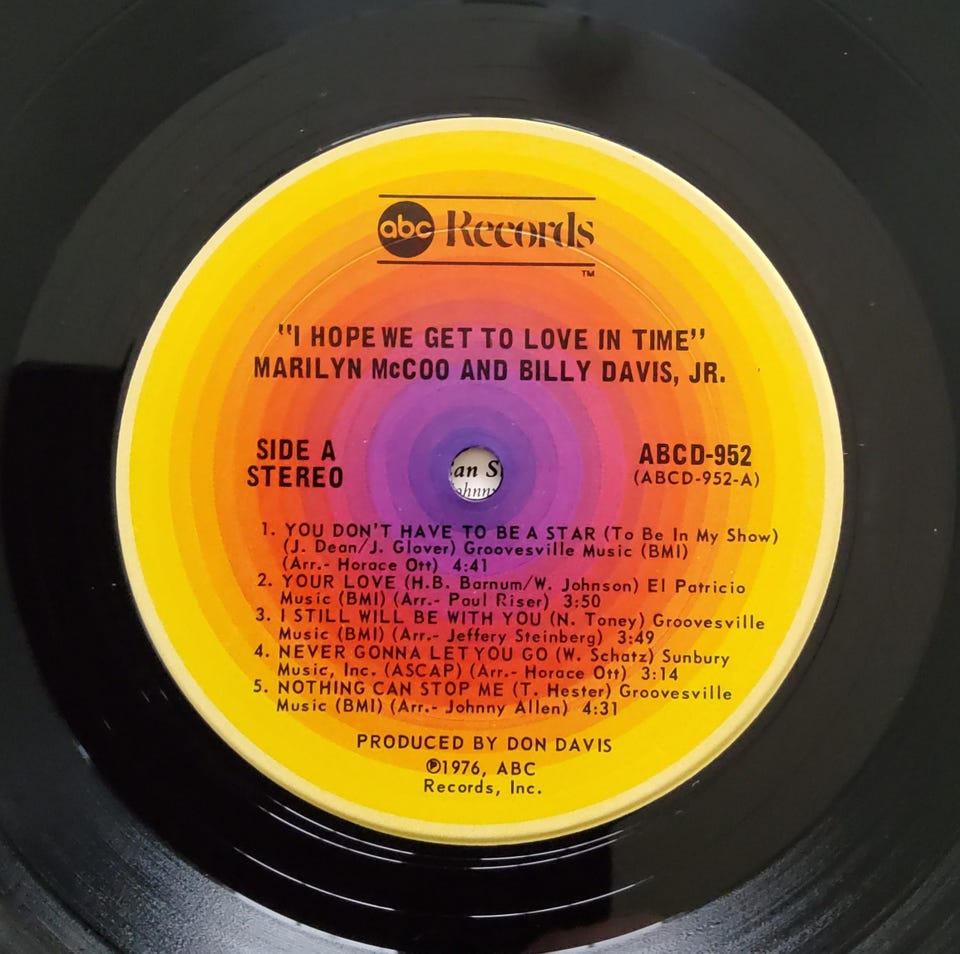 abc Records
TM
"I HOPE WE GET TO LOVE IN TIME"
MARILYN McCOO AND BILLY DAVIS, JR.
SIDE A
STEREO
ABCD-952
(ABCD-952-A)
an S
ohnn
1. YOU DON'T HAVE TO BE A STAR (To Be In My Show)
(J. Dean/J. Glover) Groovesville Music (BMI)
(Arr.- Horace Ott) 4:41
2. YOUR LOVE (H.B. Barnum/W. Johnson) El Patricio
Music (BMI) (Arr.- Paul Riser) 3:50
3. I STILL WILL BE WITH YOU (N. Toney) Groovesville
Music (BMI) (Arr.- Jeffery Steinberg) 3:49
4. NEVER GONNA LET YOU GO (W. Schatz) Sunbury
Music, Inc. (ASCAP) (Arr.- Horace Ott) 3:14
5. NOTHING CAN STOP ME (T. Hester) Groovesville
Music (BMI) (Arr.- Johnny Allen) 4:31
PRODUCED BY DON DAVIS
℗1976, ABC
Records, Inc.